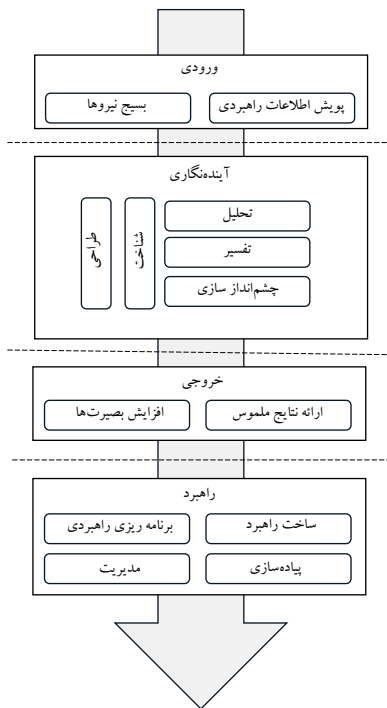 ورودی
پویش اطلاعات راهبردی
بسیج نیروها
آینده‌نگاری
تحلیل
تفسیر
چشم‌انداز سازی
شناخت
طراحی
خروجی
ارائه نتایج ملموس
افزایش بصیرت‌ها
راهبرد
ساخت راهبرد
برنامه ریزی راهبردی
پیاده‌سازی
مدیریت